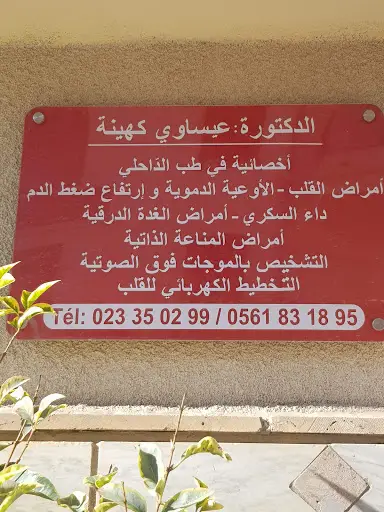 الدكتورة: عيساوي كهينة
أخصائية في طب الداخلي
أمراض القلب - الأوعية الدموية و إرتفاع ضغط الدم
داء السكري - أمراض الغدة الدرقية
أمراض المناعة الذاتية
التشخيص بالموجات فوق الصوتية
التخطيط الكهربائي للقلب
Tél: 023 35 02 99 / 0561 83 18 95